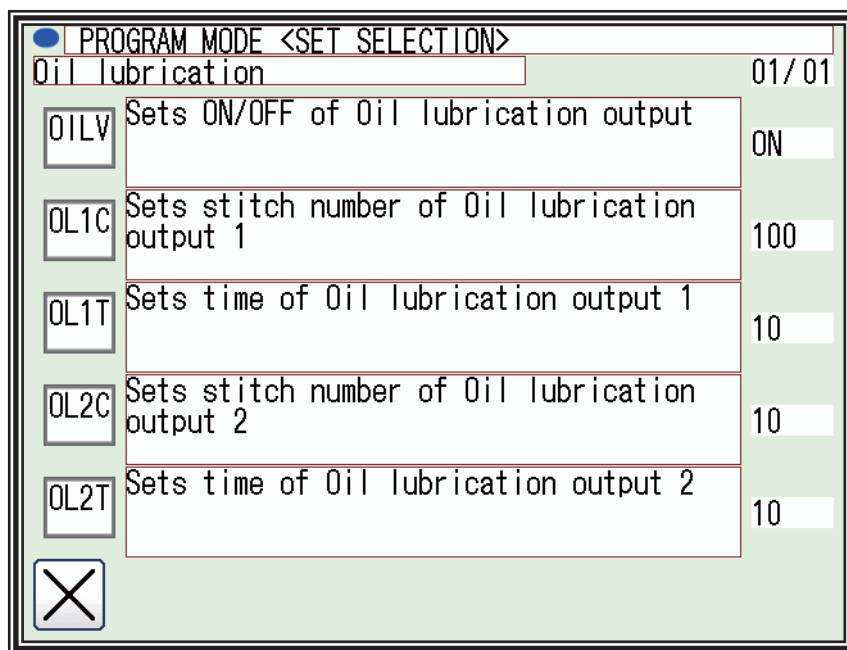 PROGRAM MODE <SET SELECTION>
Oil lubrication 01/01
OILV Sets ON/OFF of Oil lubrication output ON
OL1C Sets stitch number of Oil lubrication
output 1 100
OL1T Sets time of Oil lubrication output 1 10
OL2C Sets stitch number of Oil lubrication
output 2 10
OL2T Sets time of Oil lubrication output 2 10